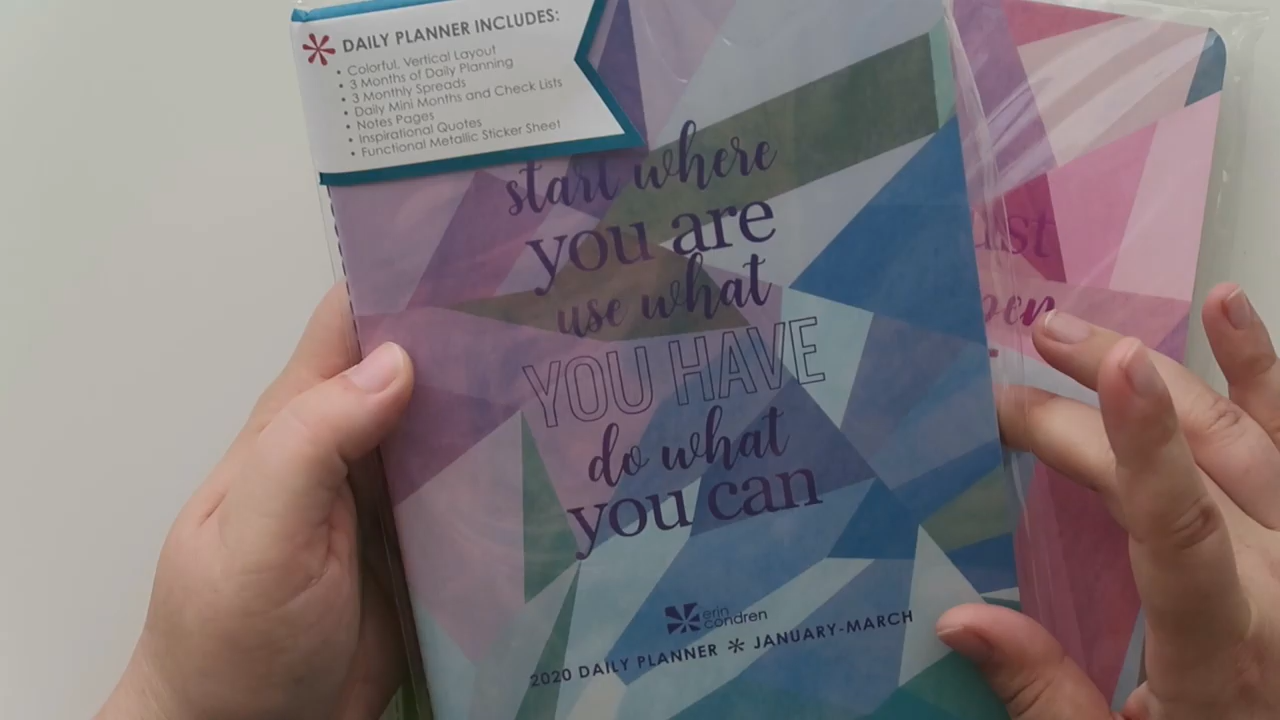 DAILY PLANNER INCLUDES:
• Colorful, Vertical Layout
• 3 Months of Daily Planning
• 3 Monthly Spreads
• Daily Mini Months and Check Lists
• Notes Pages
• Inspirational Quotes
• Functional Metallic Sticker Sheet
start where
you are
use what
YOU HAVE
do what
you can
erin
condren
2020 DAILY PLANNER * JANUARY-MARCH